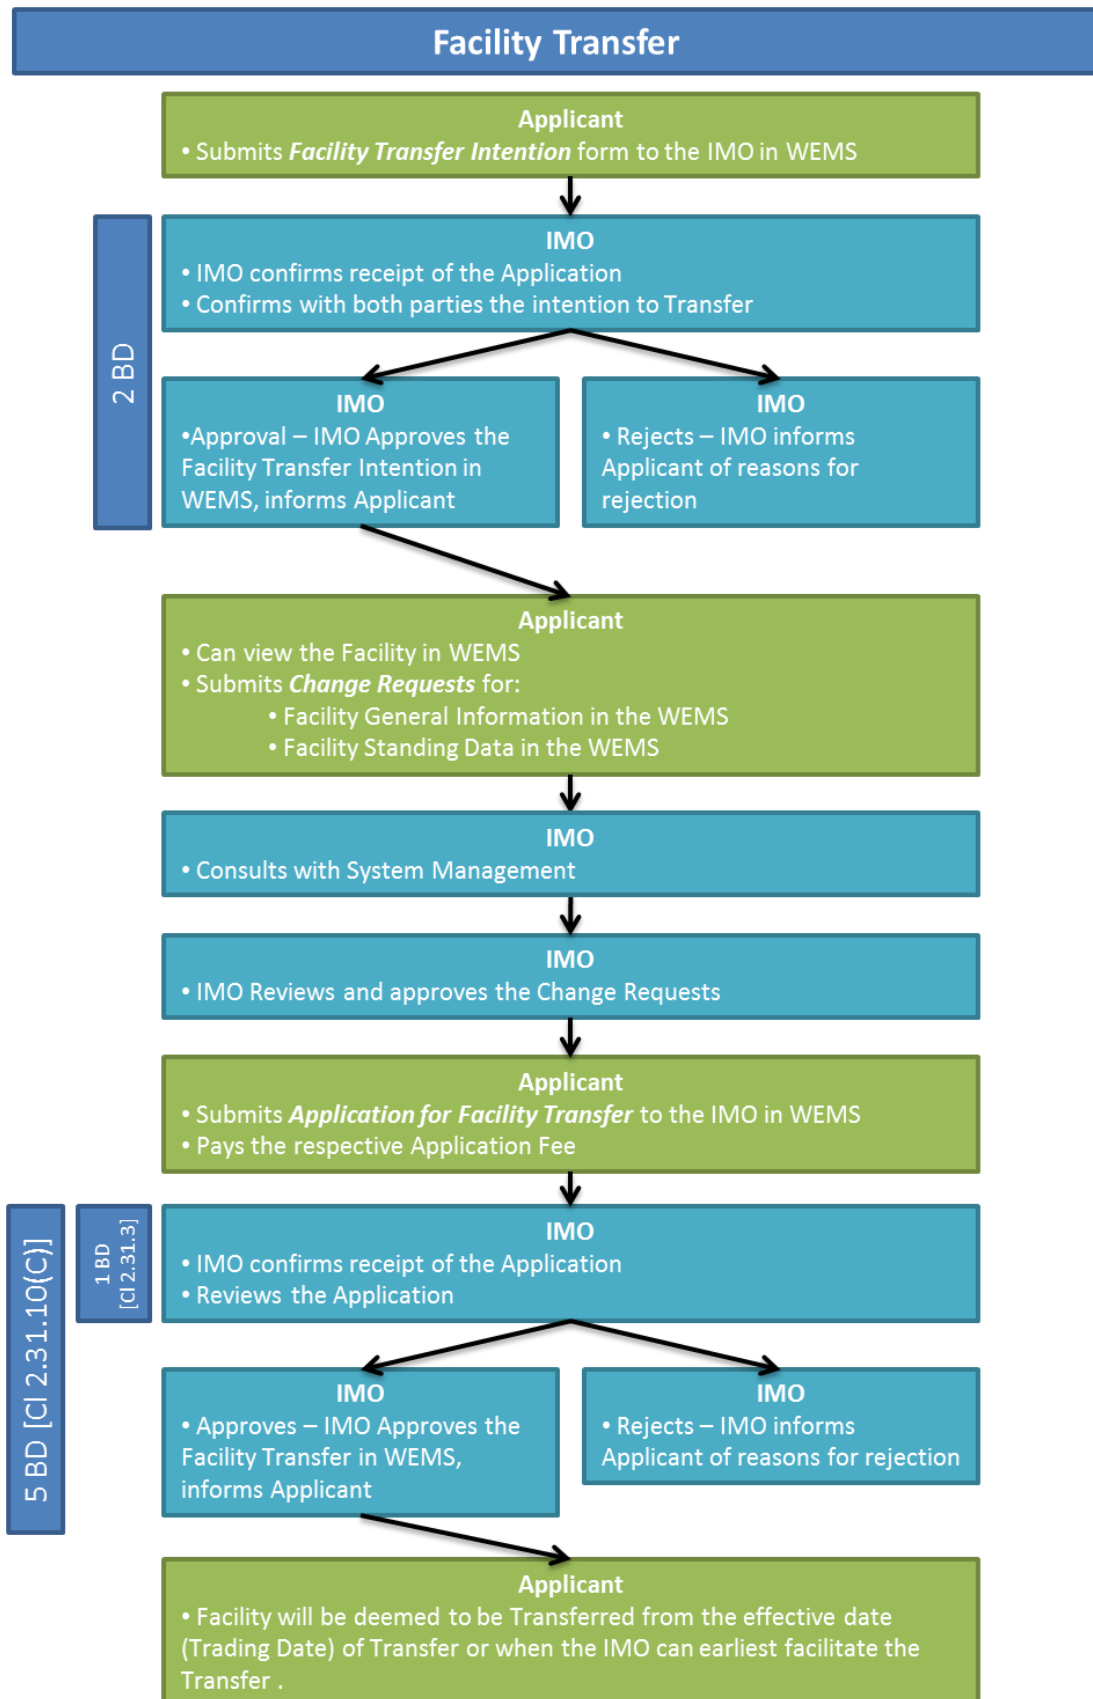 Facility Transfer
Applicant
• Submits Facility Transfer Intention form to the IMO in WEMS
2 BD
IMO
• IMO confirms receipt of the Application
• Confirms with both parties the intention to Transfer
IMO
•Approval – IMO Approves the
Facility Transfer Intention in
WEMS, informs Applicant
IMO
• Rejects – IMO informs
Applicant of reasons for
rejection
Applicant
• Can view the Facility in WEMS
• Submits Change Requests for:
• Facility General Information in the WEMS
• Facility Standing Data in the WEMS
IMO
• Consults with System Management
IMO
• IMO Reviews and approves the Change Requests
Applicant
• Submits Application for Facility Transfer to the IMO in WEMS
• Pays the respective Application Fee
5 BD [Cl 2.31.10(C)]
1 BD
[Cl 2.31.3]
IMO
• IMO confirms receipt of the Application
• Reviews the Application
IMO
• Approves – IMO Approves the
Facility Transfer in WEMS,
informs Applicant
IMO
• Rejects – IMO informs
Applicant of reasons for rejection
Applicant
• Facility will be deemed to be Transferred from the effective date
(Trading Date) of Transfer or when the IMO can earliest facilitate the
Transfer .